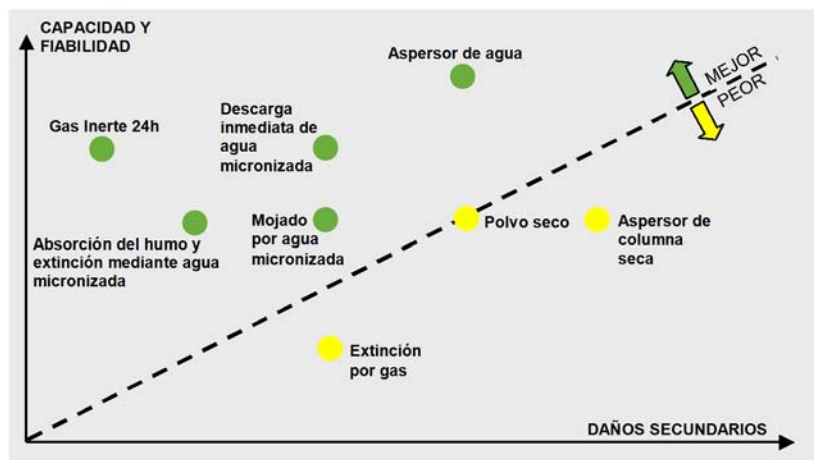 CAPACIDAD Y
FIABILIDAD
Aspersor de agua
MEJOR
PEOR
Gas Inerte 24h
Descarga
inmediata de
agua
micronizada
Absorción del humo y
extinción mediante agua
micronizada
Mojado
por agua
micronizada
Polvo seco
Aspersor de
columna
seca
Extinción
por gas
DAÑOS SECUNDARIOS